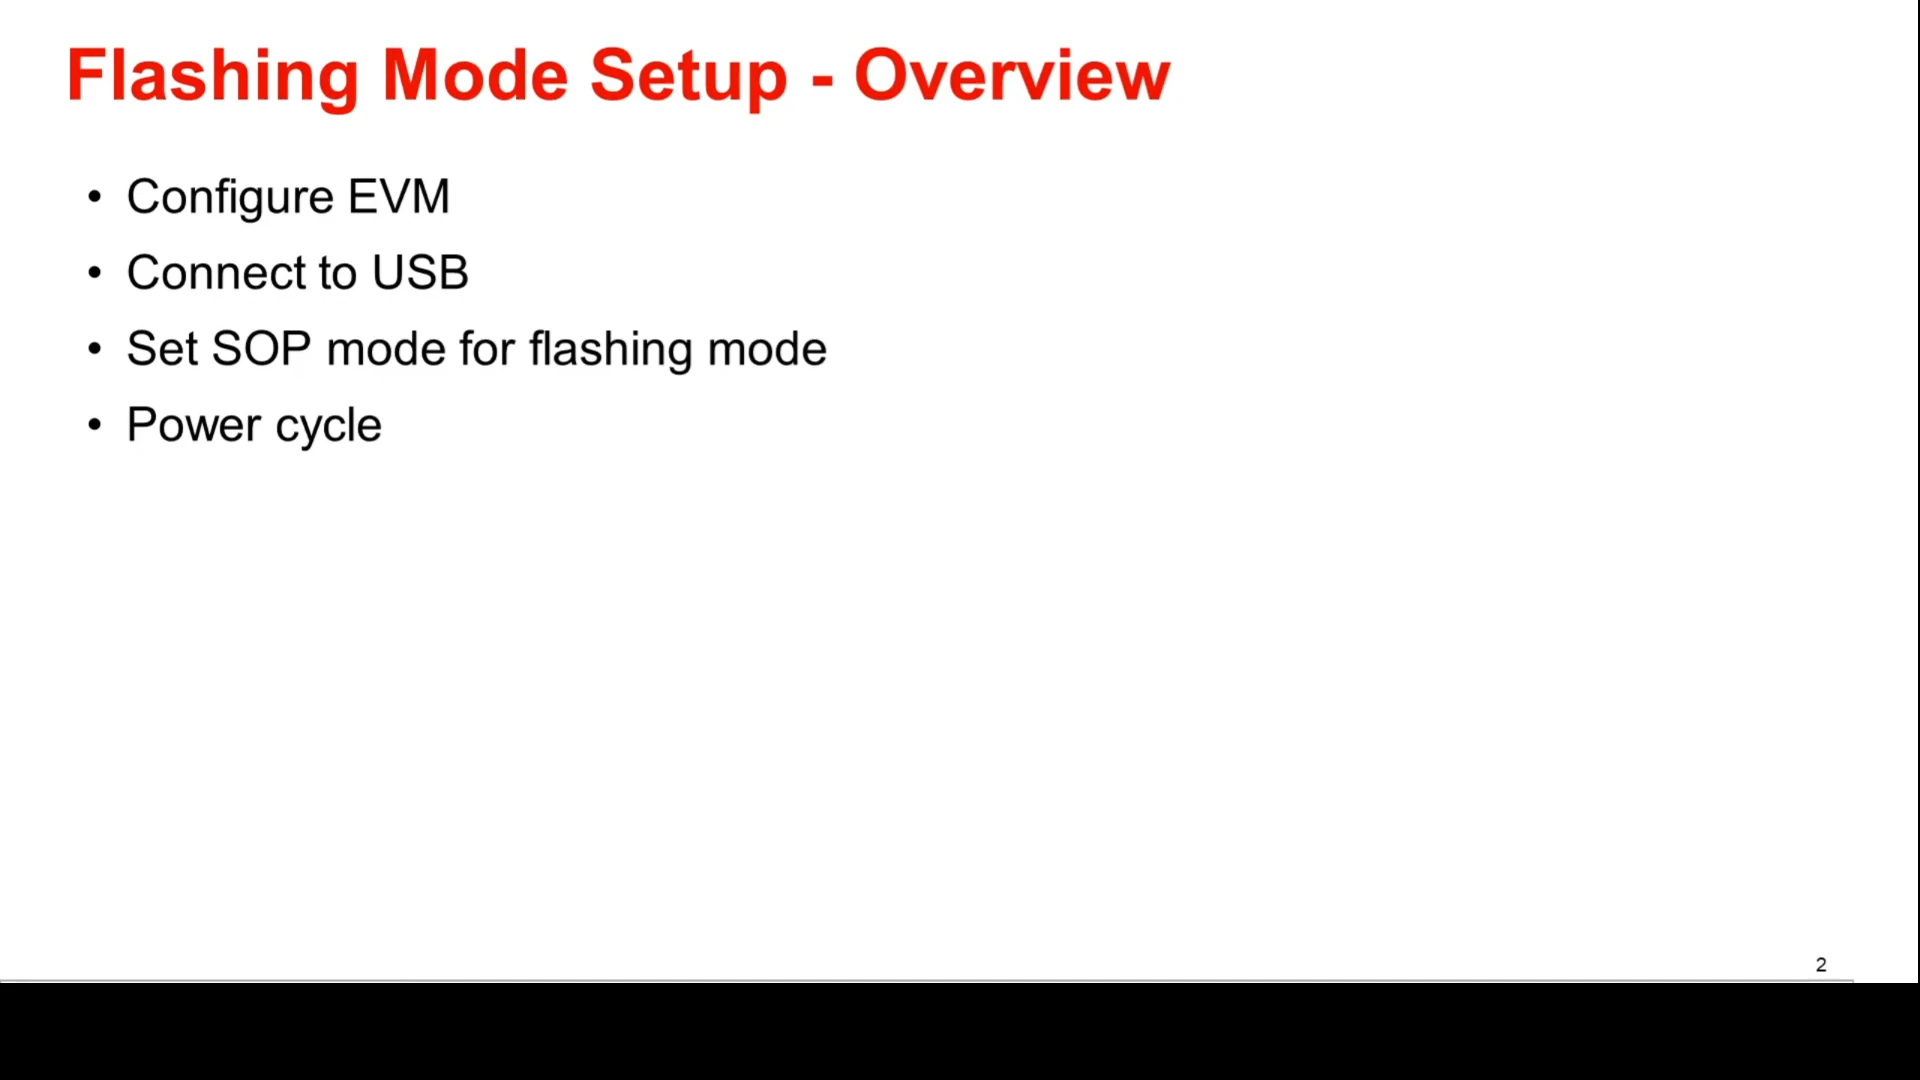 Flashing Mode Setup - Overview
• Configure EVM
• Connect to USB
• Set SOP mode for flashing mode
• Power cycle
2